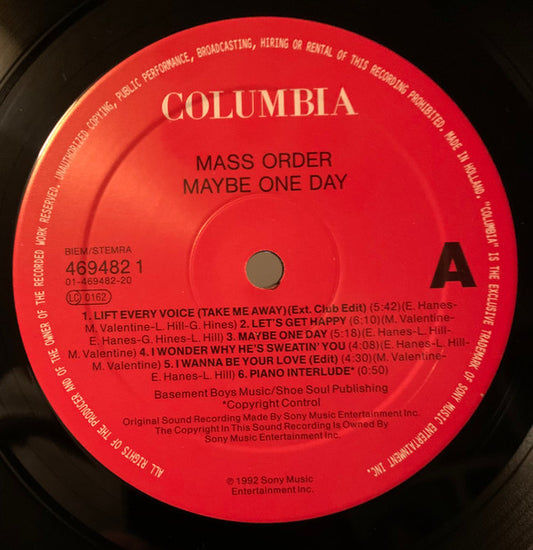 ALL RIGHTS OF THE PRODUCER AND OF THE OWNER OF THE RECORDED WORK RESERVED. UNAUTHORIZED COPYING, PUBLIC PERFORMANCE, BROADCASTING, HIRING OR RENTAL OF THIS RECORDING PROHIBITED. MADE IN HOLLAND. "COLUMBIA" IS THE EXCLUSIVE TRADEMARK OF SONY MUSIC ENTERTAINMENT INC.
COLUMBIA
MASS ORDER
MAYBE ONE DAY
BIEM/STEMRA
469482 1
01-469482-20
LC 0162
A
1. LIFT EVERY VOICE (TAKE ME AWAY)(Ext. Club Edit) (5:42)(E. Hanes-
M. Valentine-L. Hill-G. Hines) 2. LET'S GET HAPPY (6:10)(M. Valentine-
E. Hanes-G. Hines-L. Hill) 3. MAYBE ONE DAY (5:18)(E. Hanes-L. Hill-
M. Valentine) 4. I WONDER WHY HE'S SWEATIN' YOU (4:08)(E. Hanes-L. Hill-
M. Valentine) 5. I WANNA BE YOUR LOVE (Edit) (4:30)(M. Valentine-
E. Hanes-L. Hill) 6. PIANO INTERLUDE* (0:50)
Basement Boys Music/Shoe Soul Publishing
*Copyright Control
Original Sound Recording Made By Sony Music Entertainment Inc.
The Copyright In This Sound Recording Is Owned By
Sony Music Entertainment Inc.
℗ 1992 Sony Music
Entertainment Inc.